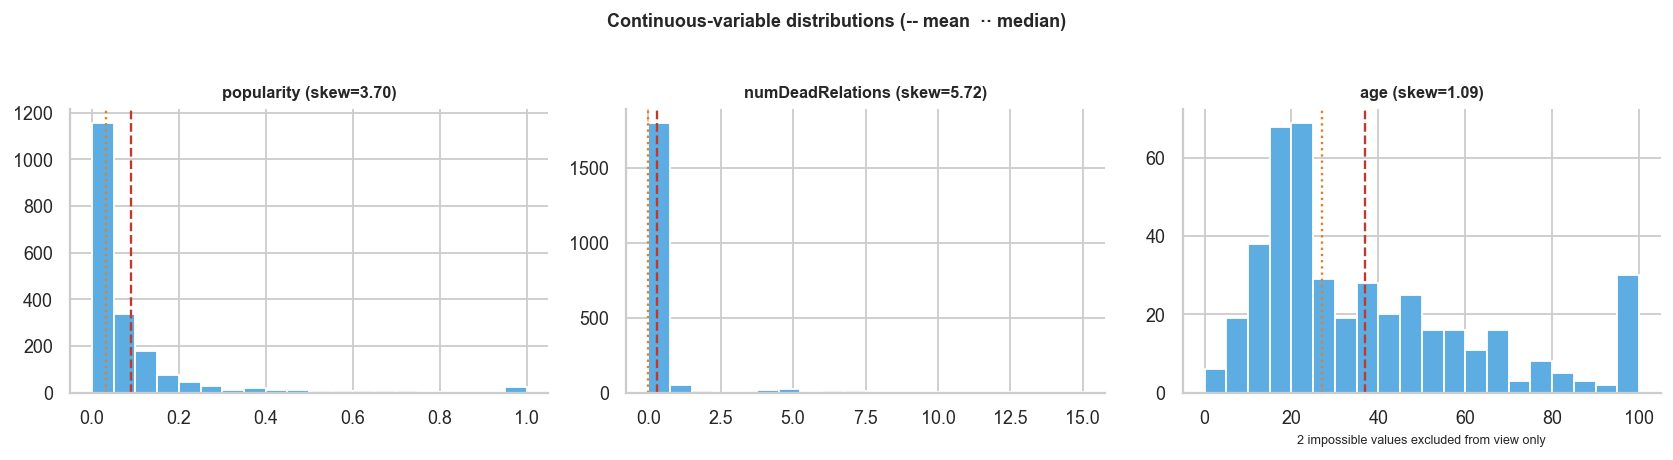 Continuous-variable distributions (-- mean ·· median)
popularity (skew=3.70)
1200
1000
800
600
400
200
0
0.0 0.2 0.4 0.6 0.8 1.0
numDeadRelations (skew=5.72)
1500
1000
500
0
0.0 2.5 5.0 7.5 10.0 12.5 15.0
age (skew=1.09)
60
40
20
0
0 20 40 60 80 100
2 impossible values excluded from view only